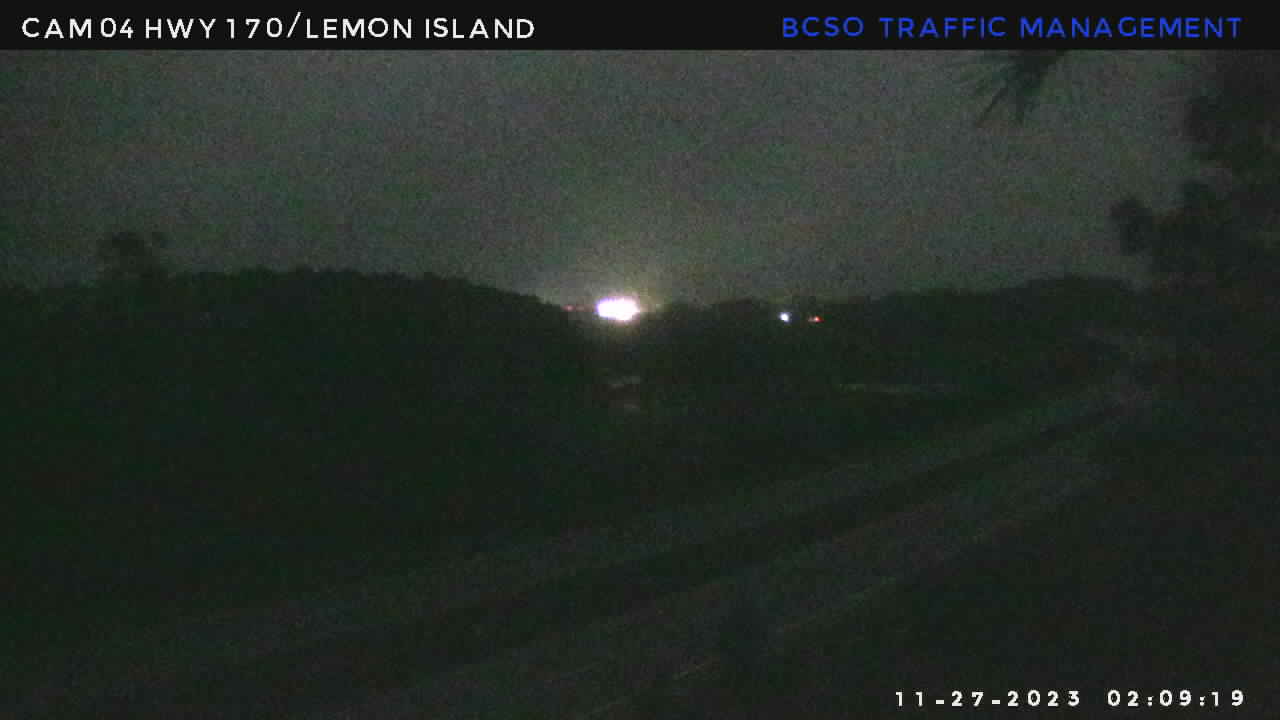 CAM04 HWY 170/LEMON ISLAND
BCSO TRAFFIC MANAGEMENT
11-27-2023 02:09:19